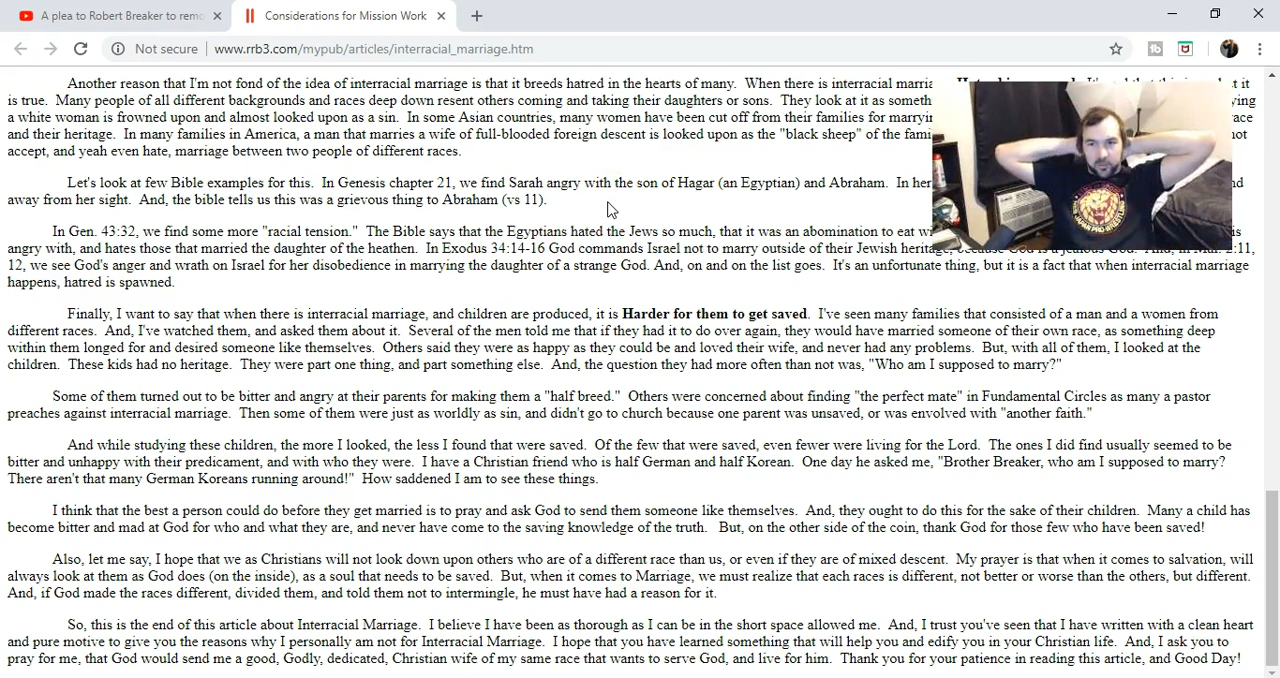 A plea to Robert Breaker to remo
Considerations for Mission Work
Not secure
www.rrb3.com/mypub/articles/interracial_marriage.htm
Another reason that I'm not fond of the idea of interracial marriage is that it breeds hatred in the hearts of many. When there is interracial marria
is true. Many people of all different backgrounds and races deep down resent others coming and taking their daughters or sons. They look at it as someth ying
a white woman is frowned upon and almost looked upon as a sin. In some Asian countries, many women have been cut off from their families for marryin race
and their heritage. In many families in America, a man that marries a wife of full-blooded foreign descent is looked upon as the "black sheep" of the fami not
accept, and yeah even hate, marriage between two people of different races.
Let's look at few Bible examples for this. In Genesis chapter 21, we find Sarah angry with the son of Hagar (an Egyptian) and Abraham. In her nd
away from her sight. And, the bible tells us this was a grievous thing to Abraham (vs 11).
In Gen. 43:32, we find some more "racial tension." The Bible says that the Egyptians hated the Jews so much, that it was an abomination to eat w is
angry with, and hates those that married the daughter of the heathen. In Exodus 34:14-16 God commands Israel not to marry outside of their Jewish heritage, because God is a jealous God. And, in Mal. 2:11,
12, we see God's anger and wrath on Israel for her disobedience in marrying the daughter of a strange God. And, on and on the list goes. It's an unfortunate thing, but it is a fact that when interracial marriage
happens, hatred is spawned.
Finally, I want to say that when there is interracial marriage, and children are produced, it is Harder for them to get saved. I've seen many families that consisted of a man and a women from
different races. And, I've watched them, and asked them about it. Several of the men told me that if they had it to do over again, they would have married someone of their own race, as something deep
within them longed for and desired someone like themselves. Others said they were as happy as they could be and loved their wife, and never had any problems. But, with all of them, I looked at the
children. These kids had no heritage. They were part one thing, and part something else. And, the question they had more often than not was, "Who am I supposed to marry?"
Some of them turned out to be bitter and angry at their parents for making them a "half breed." Others were concerned about finding "the perfect mate" in Fundamental Circles as many a pastor
preaches against interracial marriage. Then some of them were just as worldly as sin, and didn't go to church because one parent was unsaved, or was envolved with "another faith."
And while studying these children, the more I looked, the less I found that were saved. Of the few that were saved, even fewer were living for the Lord. The ones I did find usually seemed to be
bitter and unhappy with their predicament, and with who they were. I have a Christian friend who is half German and half Korean. One day he asked me, "Brother Breaker, who am I supposed to marry?
There aren't that many German Koreans running around!" How saddened I am to see these things.
I think that the best a person could do before they get married is to pray and ask God to send them someone like themselves. And, they ought to do this for the sake of their children. Many a child has
become bitter and mad at God for who and what they are, and never have come to the saving knowledge of the truth. But, on the other side of the coin, thank God for those few who have been saved!
Also, let me say, I hope that we as Christians will not look down upon others who are of a different race than us, or even if they are of mixed descent. My prayer is that when it comes to salvation, will
always look at them as God does (on the inside), as a soul that needs to be saved. But, when it comes to Marriage, we must realize that each races is different, not better or worse than the others, but different.
And, if God made the races different, divided them, and told them not to intermingle, he must have had a reason for it.
So, this is the end of this article about Interracial Marriage. I believe I have been as thorough as I can be in the short space allowed me. And, I trust you've seen that I have written with a clean heart
and pure motive to give you the reasons why I personally am not for Interracial Marriage. I hope that you have learned something that will help you and edify you in your Christian life. And, I ask you to
pray for me, that God would send me a good, Godly, dedicated, Christian wife of my same race that wants to serve God, and live for him. Thank you for your patience in reading this article, and Good Day!